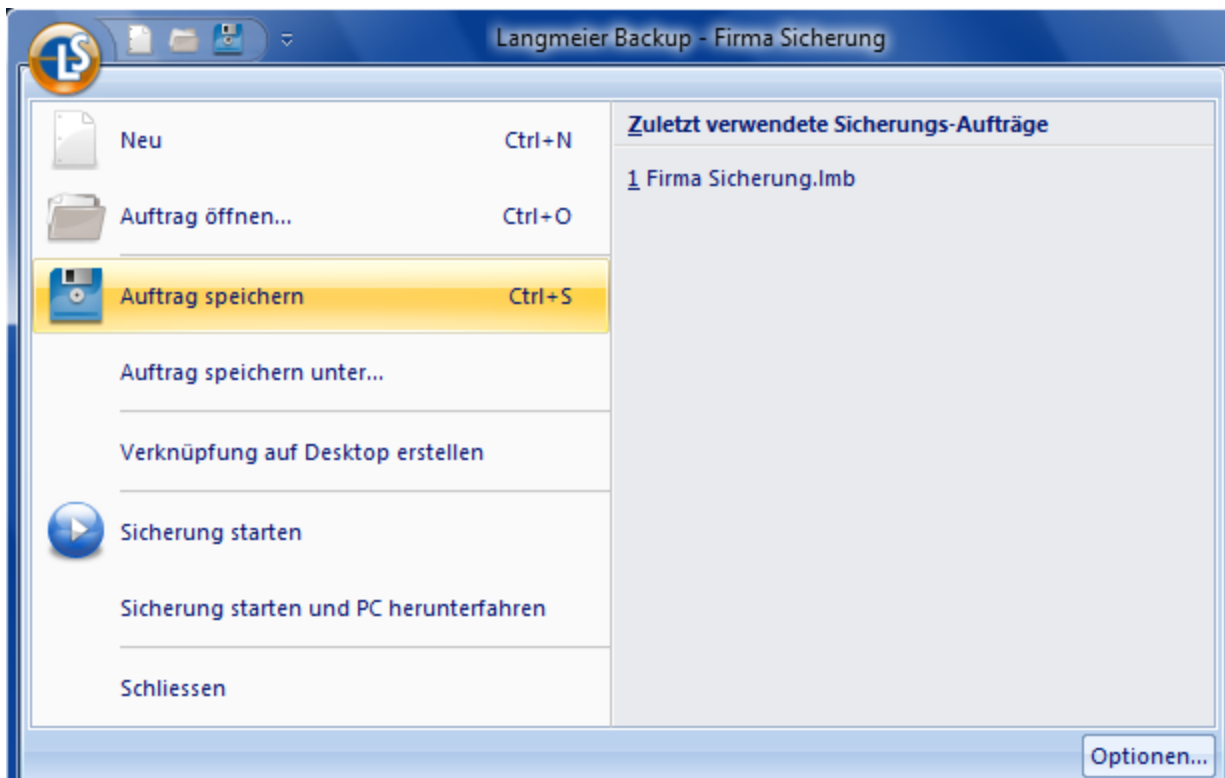 LS
Langmeier Backup - Firma Sicherung
Neu Ctrl+N
Auftrag öffnen... Ctrl+O
Auftrag speichern Ctrl+S
Auftrag speichern unter...
Verknüpfung auf Desktop erstellen
Sicherung starten
Sicherung starten und PC herunterfahren
Schliessen
Zuletzt verwendete Sicherungs-Aufträge
1 Firma Sicherung.lmb
Optionen...